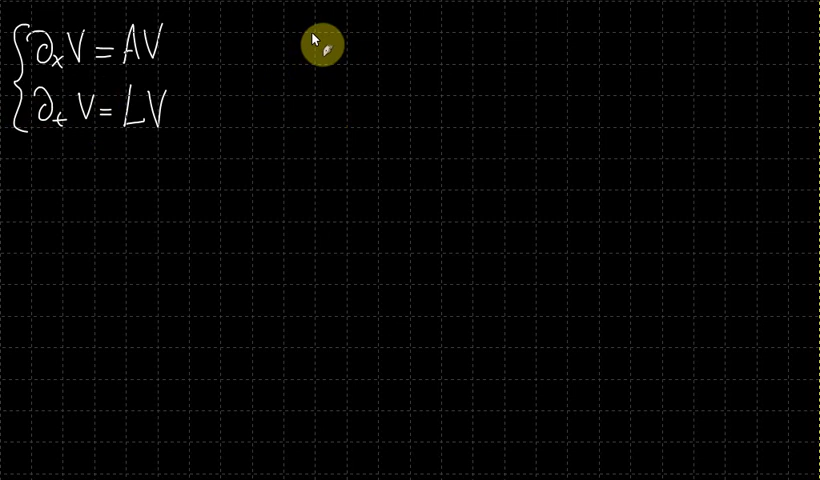 ∂ₓV = AV
∂ₜV = LV